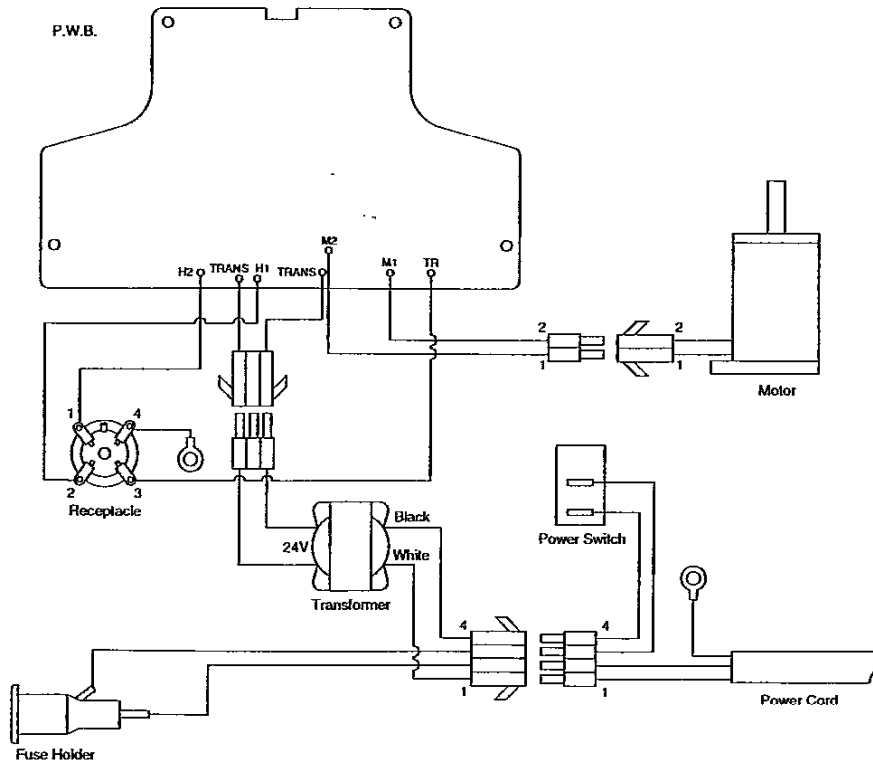 P.W.B.
M2
H2 TRANS H1 TRANS M1 TR
2 2
1 1
Motor
1 4
2 3
Receptacle
Black
24V
White
Power Switch
Transformer
4 4
1 1
Power Cord
Fuse Holder